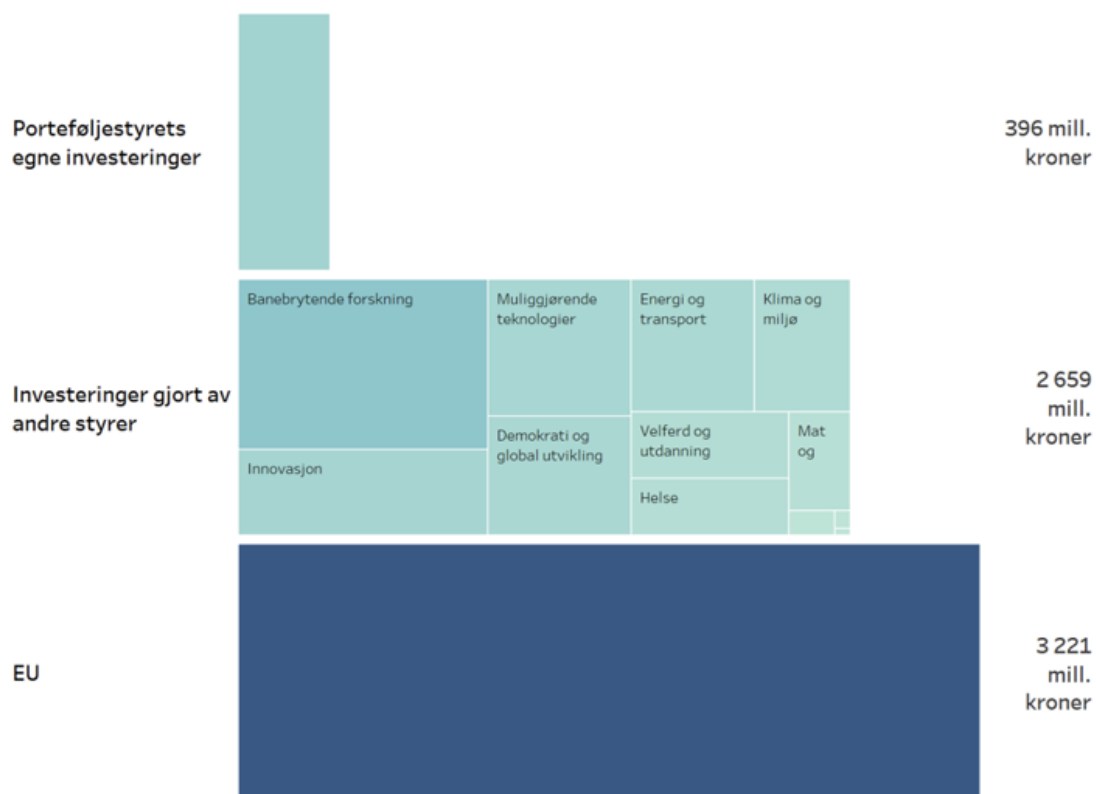 Porteføljestyrets
egne investeringer
396 mill.
kroner
Banebrytende forskning
Innovasjon
Muliggjørende
teknologier
Demokrati og
global utvikling
Energi og
transport
Klima og
miljø
Velferd og
utdanning
Helse
Mat
og
Investeringer gjort av
andre styrer
2 659
mill.
kroner
EU
3 221
mill.
kroner